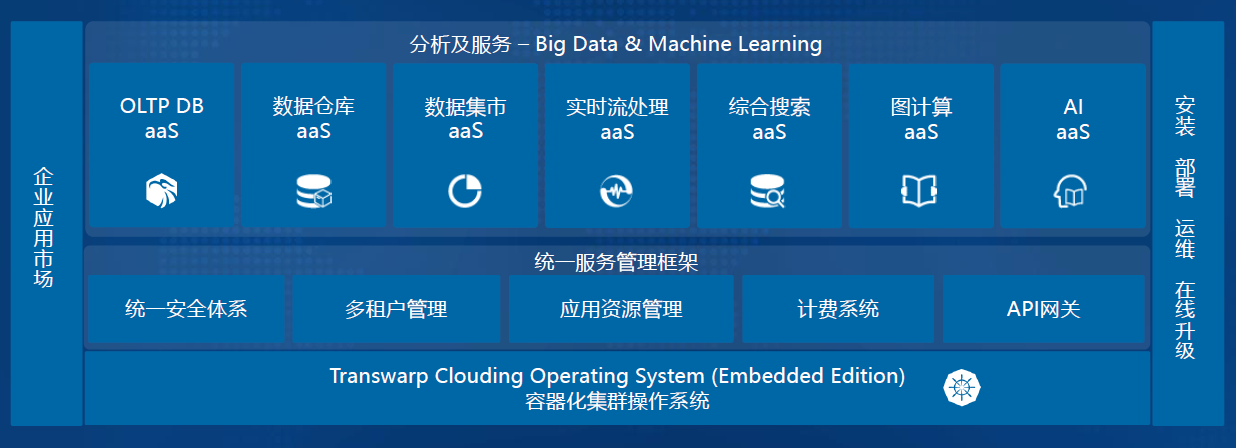 企业应用市场
分析及服务 – Big Data & Machine Learning
OLTP DB
aaS
数据仓库
aaS
数据集市
aaS
实时流处理
aaS
综合搜索
aaS
图计算
aaS
AI
aaS
统一服务管理框架
统一安全体系
多租户管理
应用资源管理
计费系统
API网关
Transwarp Clouding Operating System (Embedded Edition)
容器化集群操作系统
安装 部署 运维 在线升级